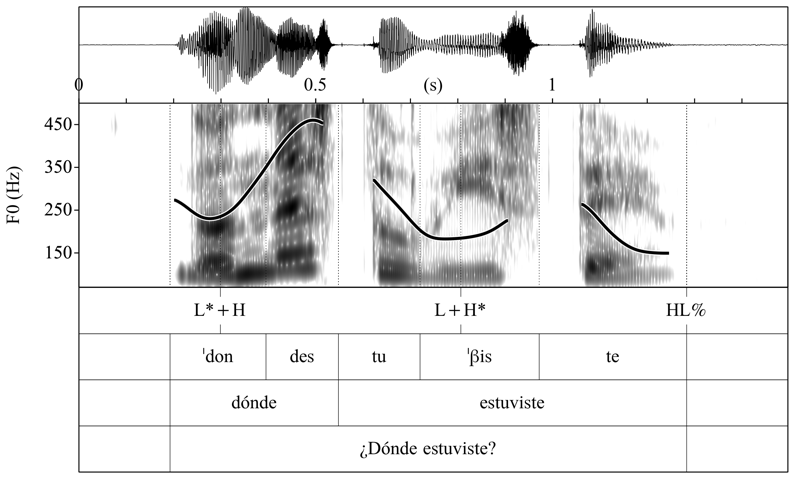 0 0.5 (s) 1
450
350
250
150
F0 (Hz)
L*+H L+H* HL%
ˈdon des tu ˈβis te
dónde estuviste
¿Dónde estuviste?